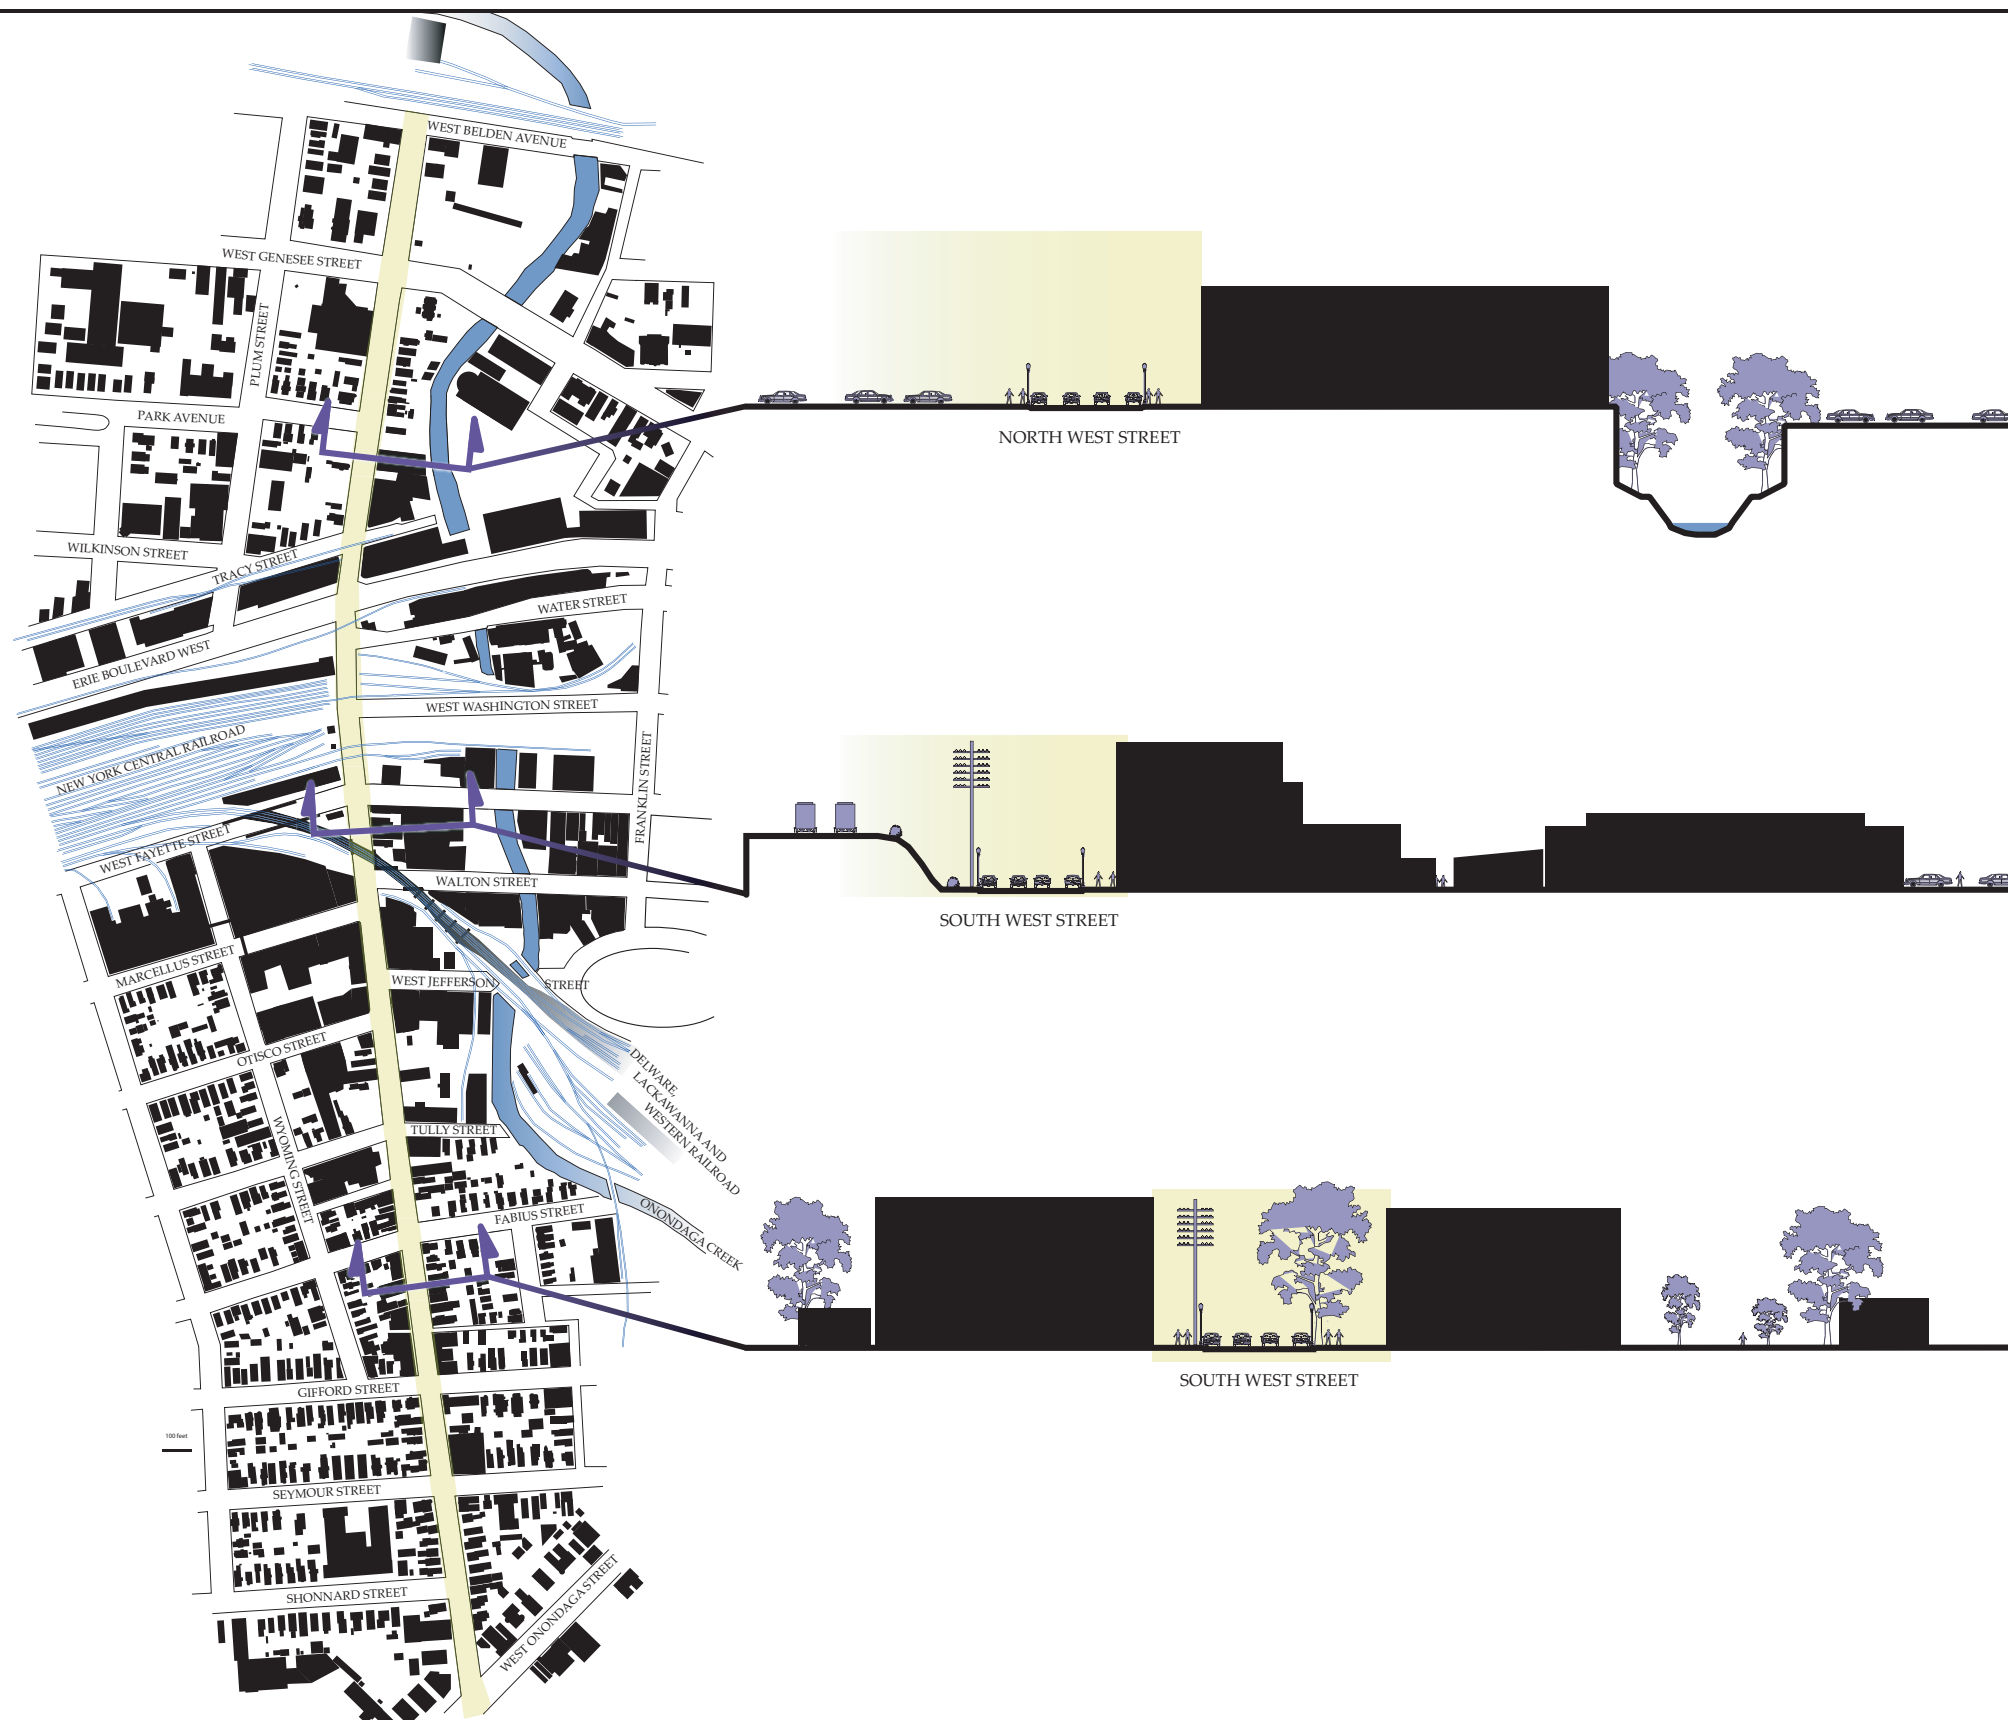 WEST BELDEN AVENUE
WEST GENESEE STREET
PLUM STREET
PARK AVENUE
NORTH WEST STREET
WILKINSON STREET
TRACY STREET
WATER STREET
ERIE BOULEVARD WEST
WEST WASHINGTON STREET
NEW YORK CENTRAL RAILROAD
FRANKLIN STREET
WEST FAYETTE STREET
WALTON STREET
SOUTH WEST STREET
MARCELLUS STREET
WEST JEFFERSON STREET
OTISCO STREET
DELWARE,
LACKAWANNA AND
WESTERN RAILROAD
WYOMING STREET
TULLY STREET
FABIUS STREET
ONONDAGA CREEK
SOUTH WEST STREET
GIFFORD STREET
100 feet
SEYMOUR STREET
SHONNARD STREET
WEST ONONDAGA STREET